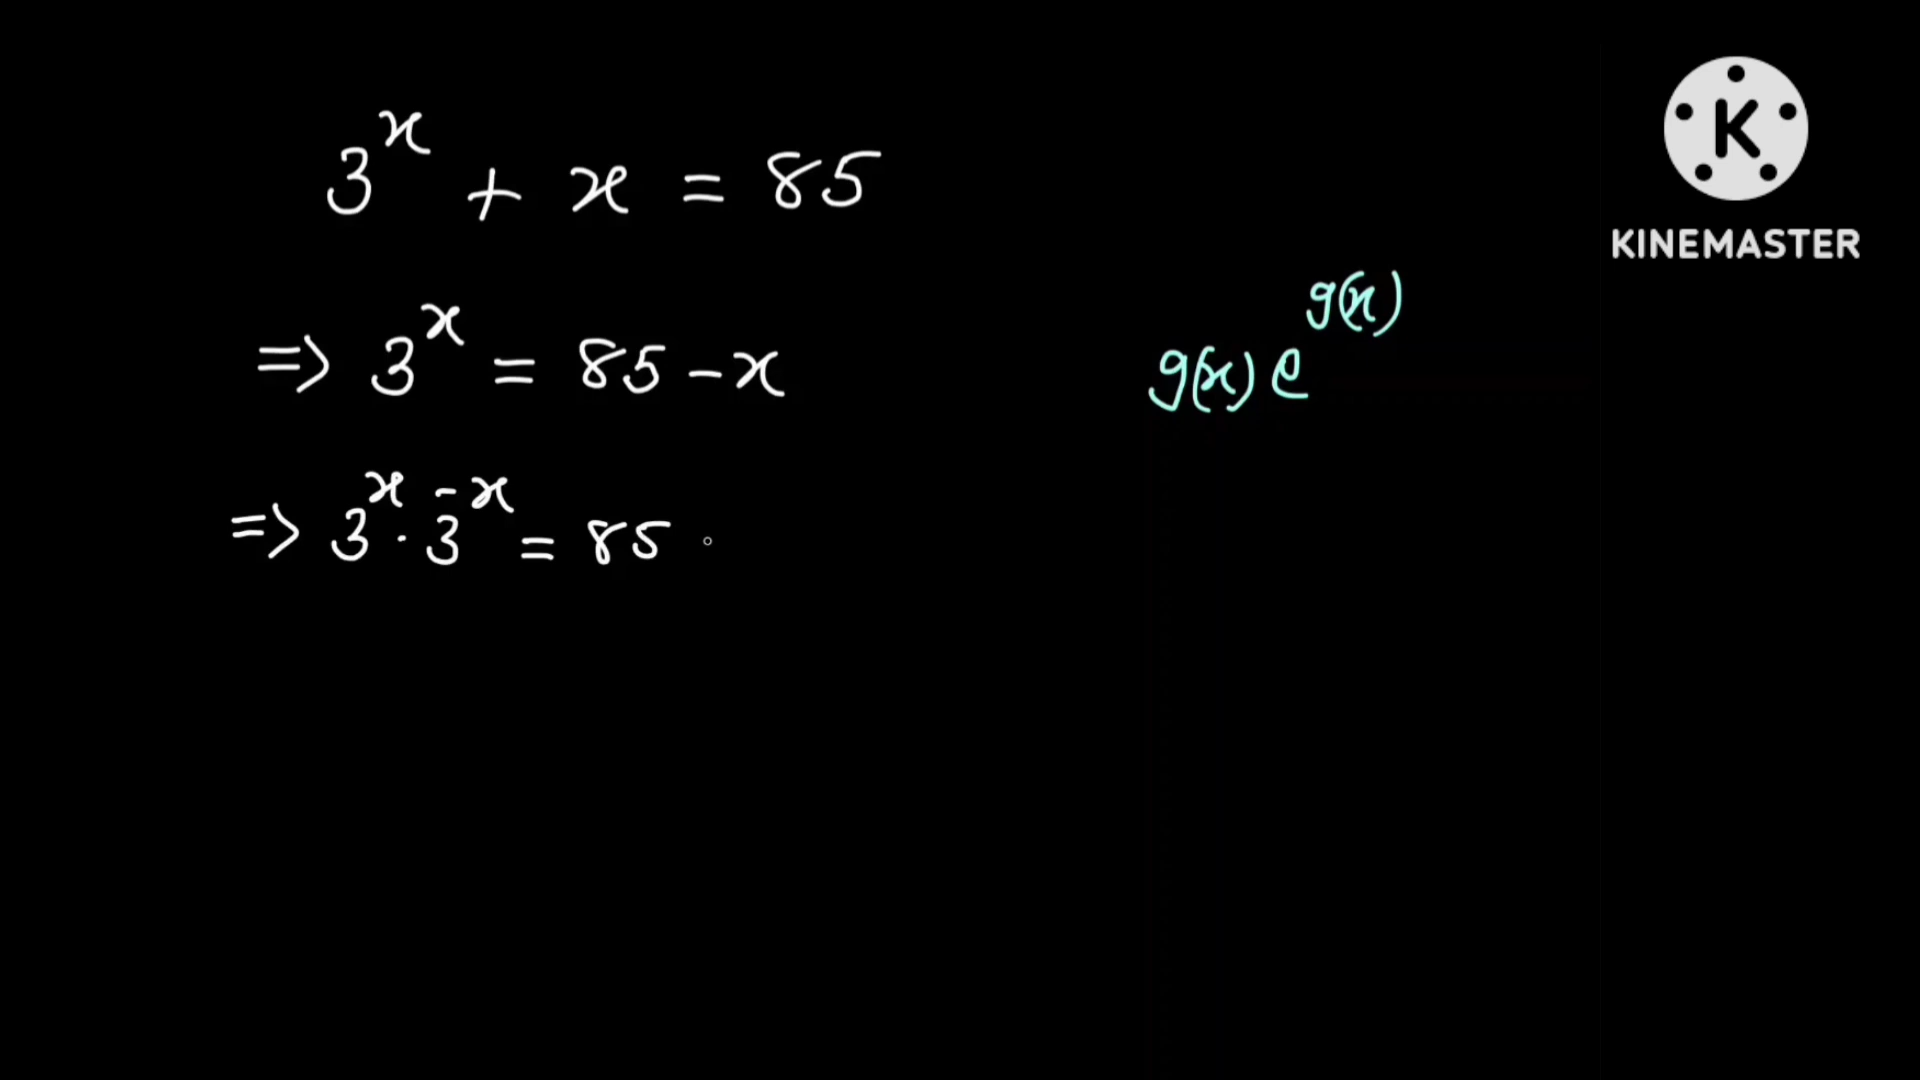 3^x + x = 85
KINEMASTER
=> 3^x = 85 - x
g(x) e^g(x)
=> 3^x · 3^-x = 85